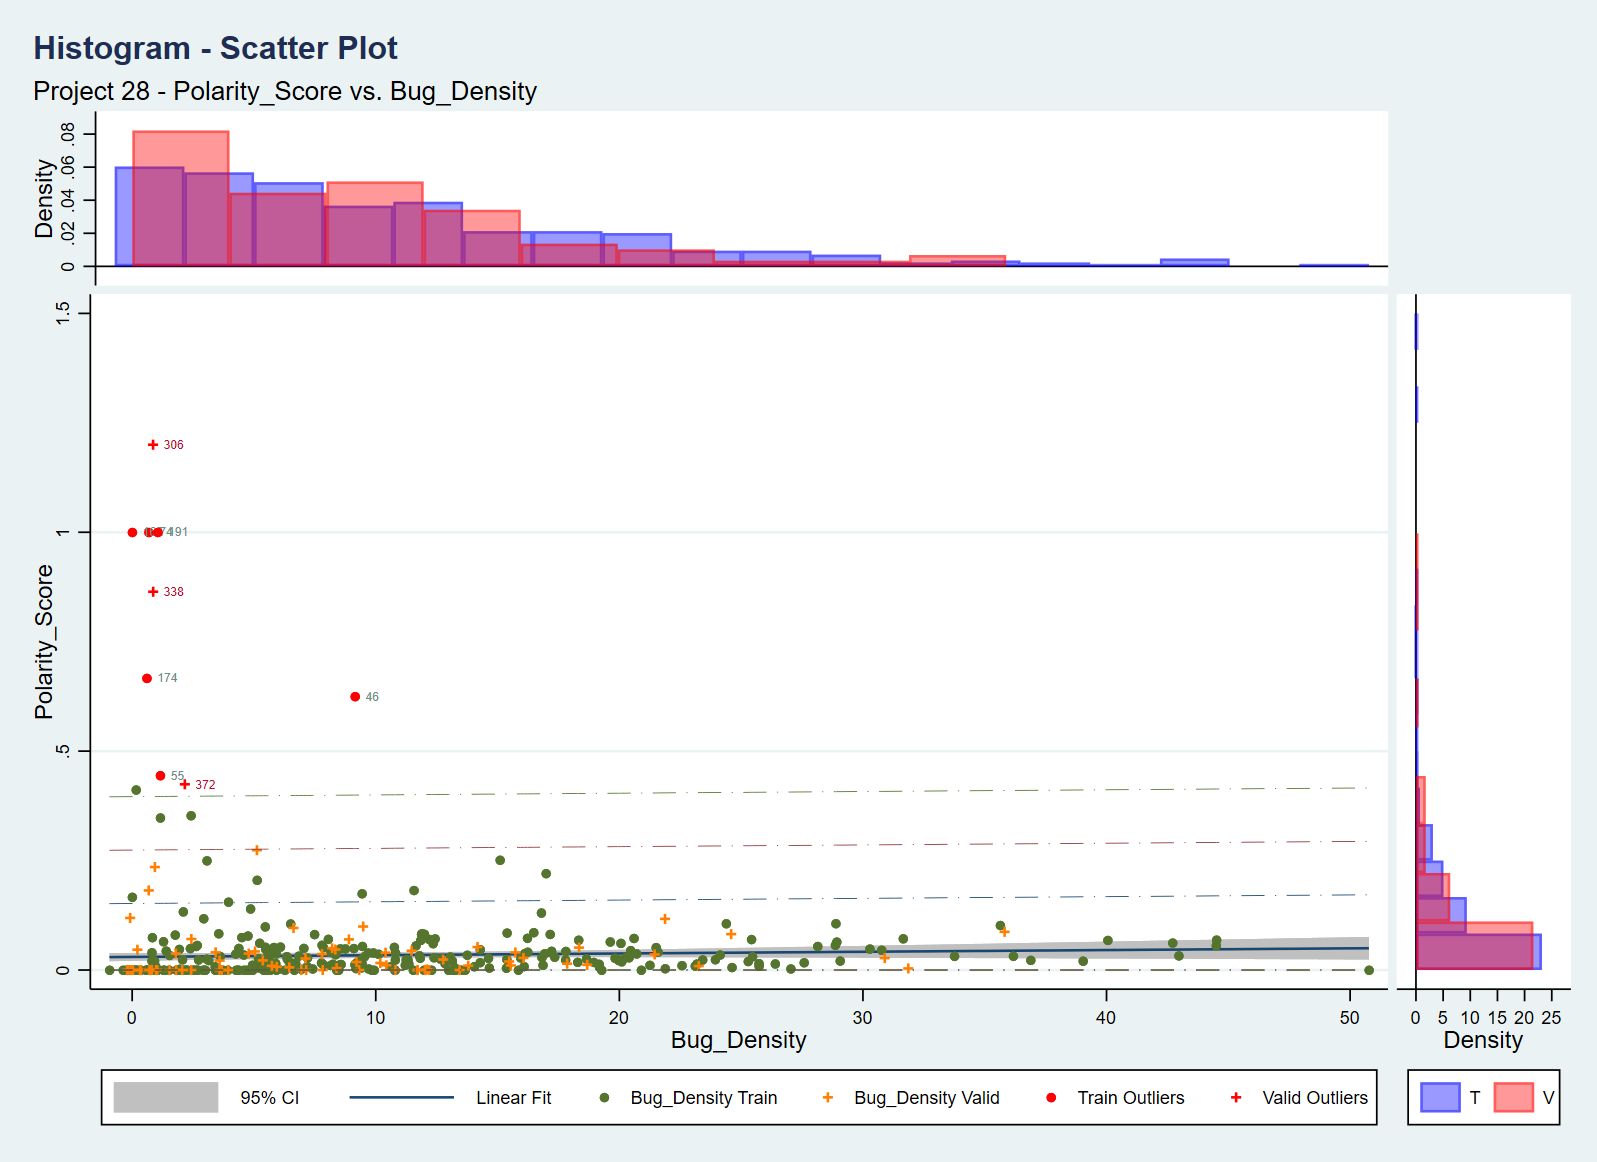 Histogram - Scatter Plot
Project 28 - Polarity_Score vs. Bug_Density
Density
0 .02 .04 .06 .08
Polarity_Score
1.5
306
1
191
338
174
46
55
372
.5
0
0 10 20 30 40 50
Bug_Density
0 5 10 15 20 25
Density
95% CI Linear Fit Bug_Density Train Bug_Density Valid Train Outliers Valid Outliers
T V